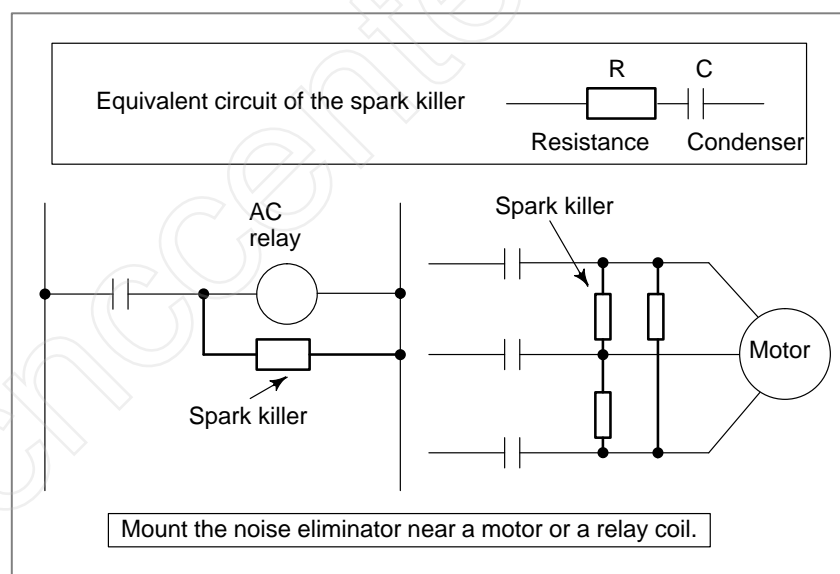 R C
Equivalent circuit of the spark killer
Resistance Condenser
AC
relay
Spark killer
Spark killer
Motor
Mount the noise eliminator near a motor or a relay coil.